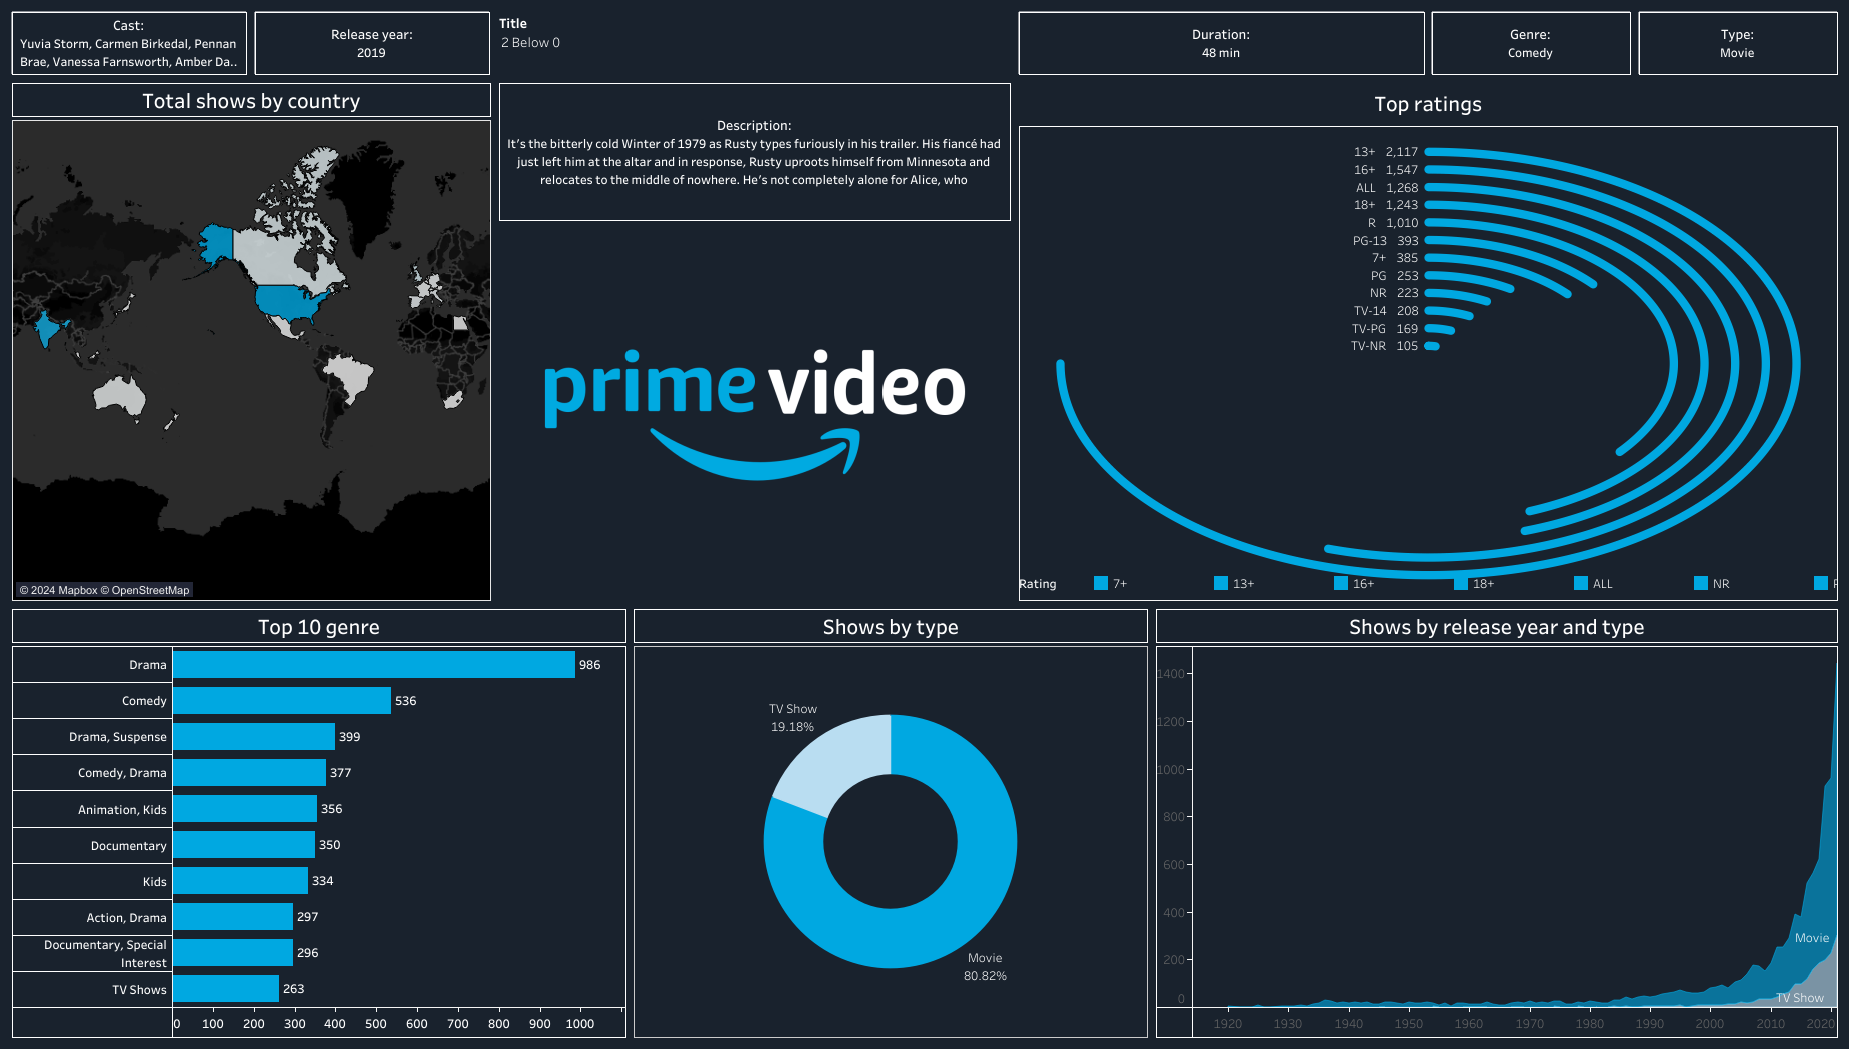 Cast:
Yuvia Storm, Carmen Birkedal, Pennan
Brae, Vanessa Farnsworth, Amber Da..
Release year:
2019
Title
2 Below 0
Duration:
48 min
Genre:
Comedy
Type:
Movie
Total shows by country
© 2024 Mapbox © OpenStreetMap
Description:
It's the bitterly cold Winter of 1979 as Rusty types furiously in his trailer. His fiancé had
just left him at the altar and in response, Rusty uproots himself from Minnesota and
relocates to the middle of nowhere. He's not completely alone for Alice, who
prime video
Top ratings
13+ 2,117
16+ 1,547
ALL 1,268
18+ 1,243
R 1,010
PG-13 393
7+ 385
PG 253
NR 223
TV-14 208
TV-PG 169
TV-NR 105
Rating 7+ 13+ 16+ 18+ ALL NR
Top 10 genre
Drama 986
Comedy 536
Drama, Suspense 399
Comedy, Drama 377
Animation, Kids 356
Documentary 350
Kids 334
Action, Drama 297
Documentary, Special
Interest 296
TV Shows 263
0 100 200 300 400 500 600 700 800 900 1000
Shows by type
TV Show
19.18%
Movie
80.82%
Shows by release year and type
1400
1200
1000
800
600
400
200
0
Movie
TV Show
1920 1930 1940 1950 1960 1970 1980 1990 2000 2010 2020